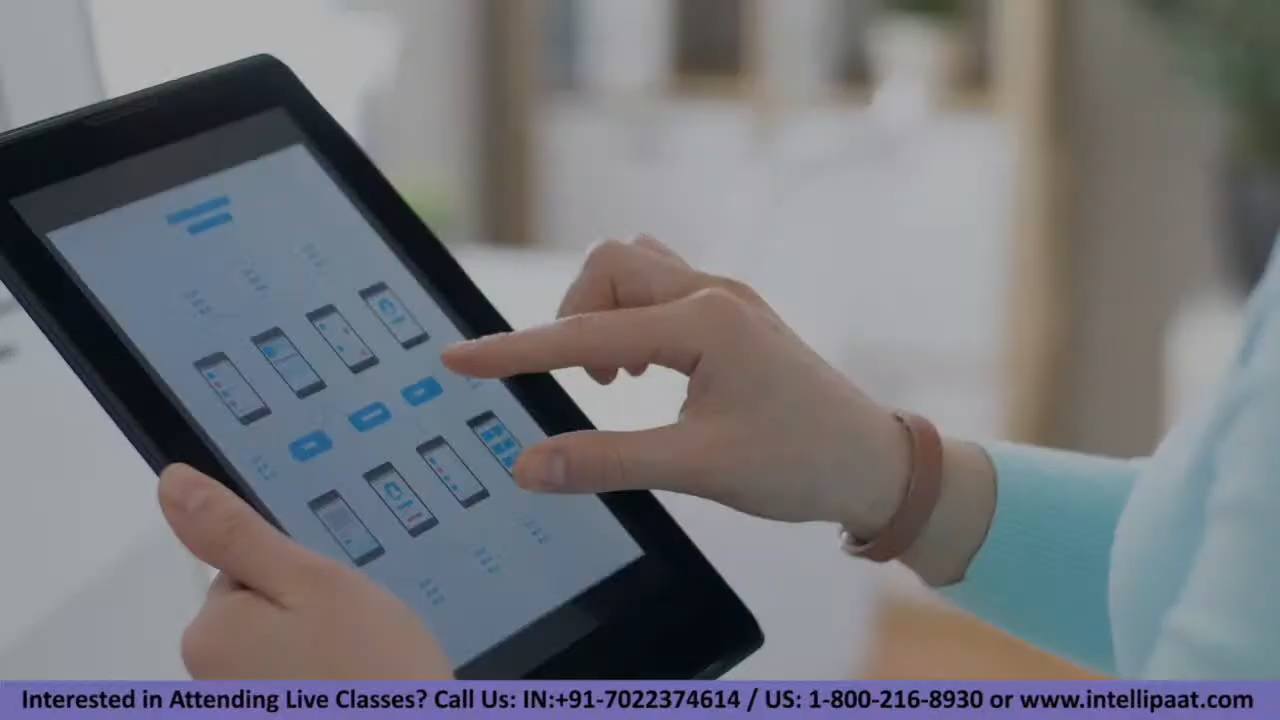 Interested in Attending Live Classes? Call Us: IN:+91-7022374614 / US: 1-800-216-8930 or www.intellipaat.com